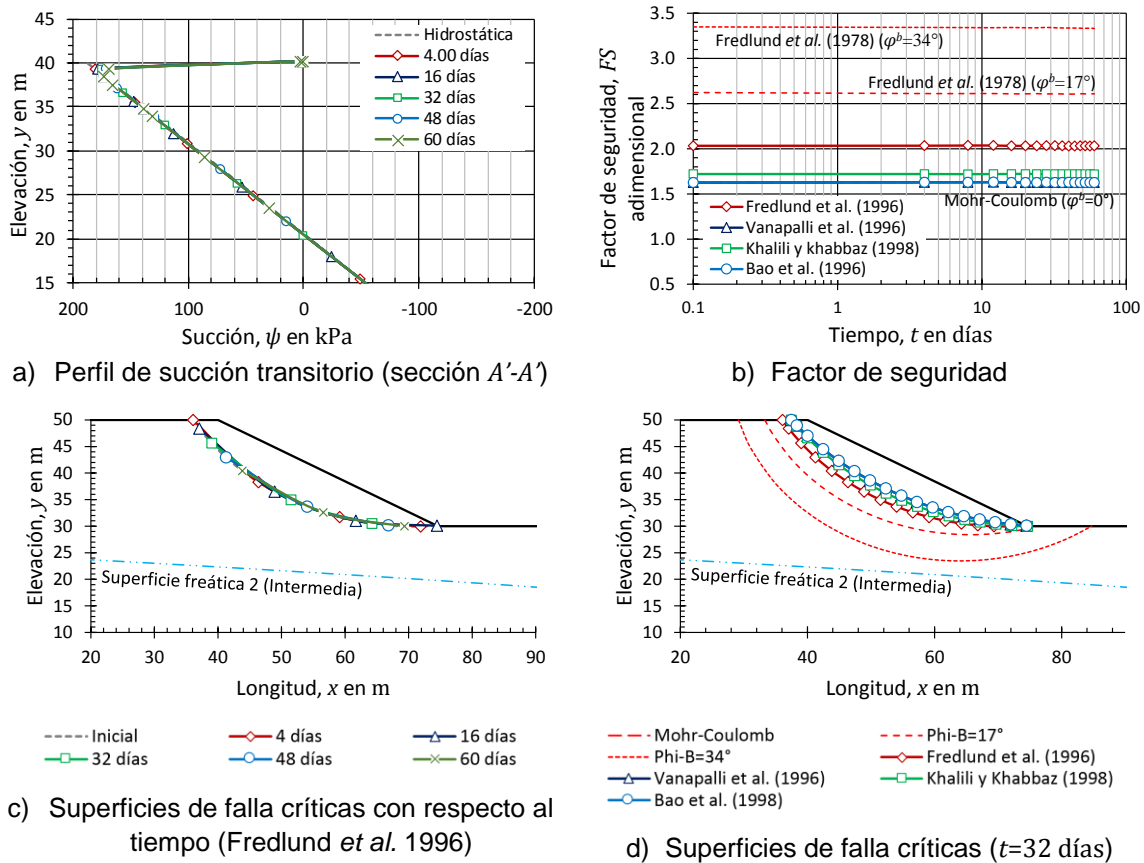 40
35
30
25
20
15
200
100
0
-100
-200
Elevación, y en m
Succión, ψ en kPa
Hidrostática
4.00 días
16 días
32 días
48 días
60 días
a) Perfil de succión transitorio (sección A'-A')
3.5
3.0
2.5
2.0
1.5
1.0
0.5
0.1
1
10
100
Factor de seguridad, FS
adimensional
Tiempo, t en días
Fredlund et al. (1978) (φᵇ=34°)
Fredlund et al. (1978) (φᵇ=17°)
Mohr-Coulomb (φᵇ=0°)
Fredlund et al. (1996)
Vanapalli et al. (1996)
Khalili y khabbaz (1998)
Bao et al. (1996)
b) Factor de seguridad
50
45
40
35
30
25
20
15
10
20
30
40
50
60
70
80
90
Elevación, y en m
Longitud, x en m
Superficie freática 2 (Intermedia)
Inicial
4 días
16 días
32 días
48 días
60 días
c) Superficies de falla críticas con respecto al
tiempo (Fredlund et al. 1996)
50
45
40
35
30
25
20
15
10
20
40
60
80
Elevación, y en m
Longitud, x en m
Superficie freática 2 (Intermedia)
Mohr-Coulomb
Phi-B=17°
Phi-B=34°
Fredlund et al. (1996)
Vanapalli et al. (1996)
Khalili y Khabbaz (1998)
Bao et al. (1998)
d) Superficies de falla críticas (t=32 días)